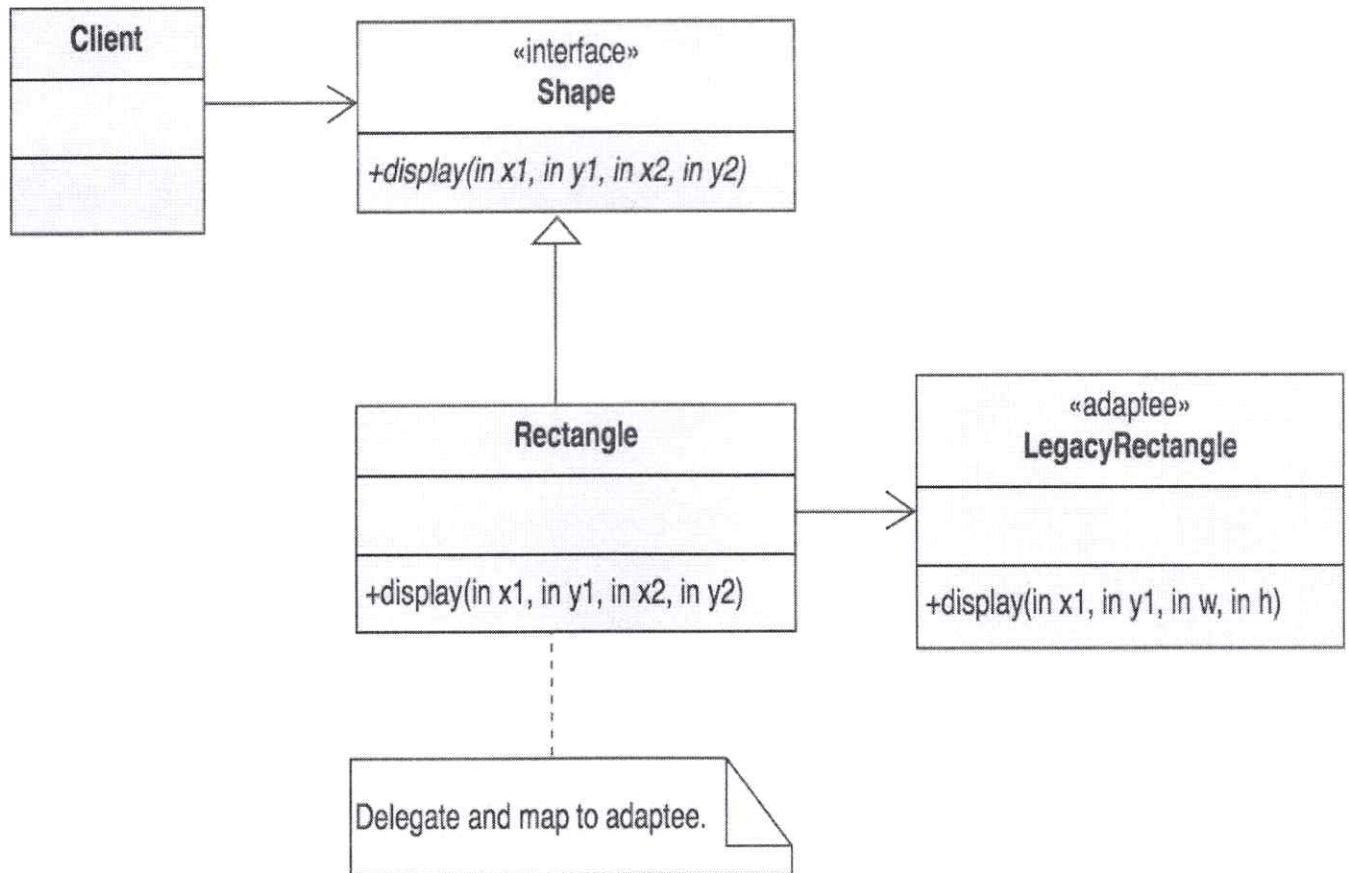 Client
«interface»
Shape
+display(in x1, in y1, in x2, in y2)
Rectangle
+display(in x1, in y1, in x2, in y2)
«adaptee»
LegacyRectangle
+display(in x1, in y1, in w, in h)
Delegate and map to adaptee.